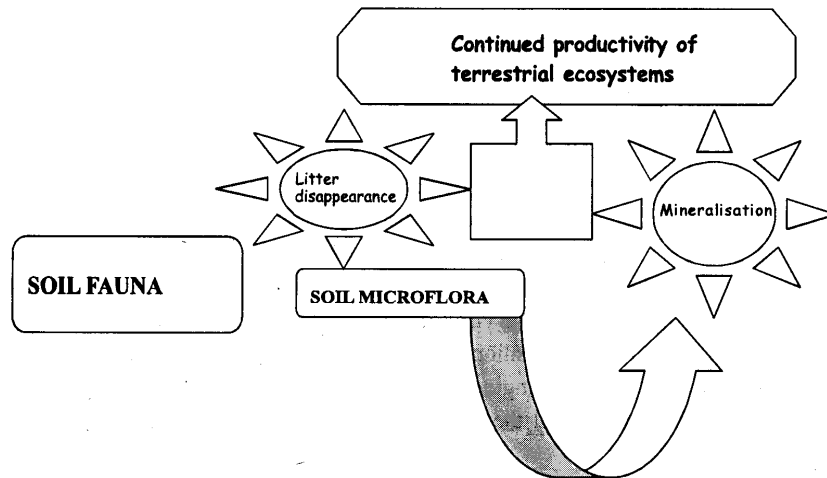 Continued productivity of
terrestrial ecosystems
Litter
disappearance
Mineralisation
SOIL FAUNA
SOIL MICROFLORA